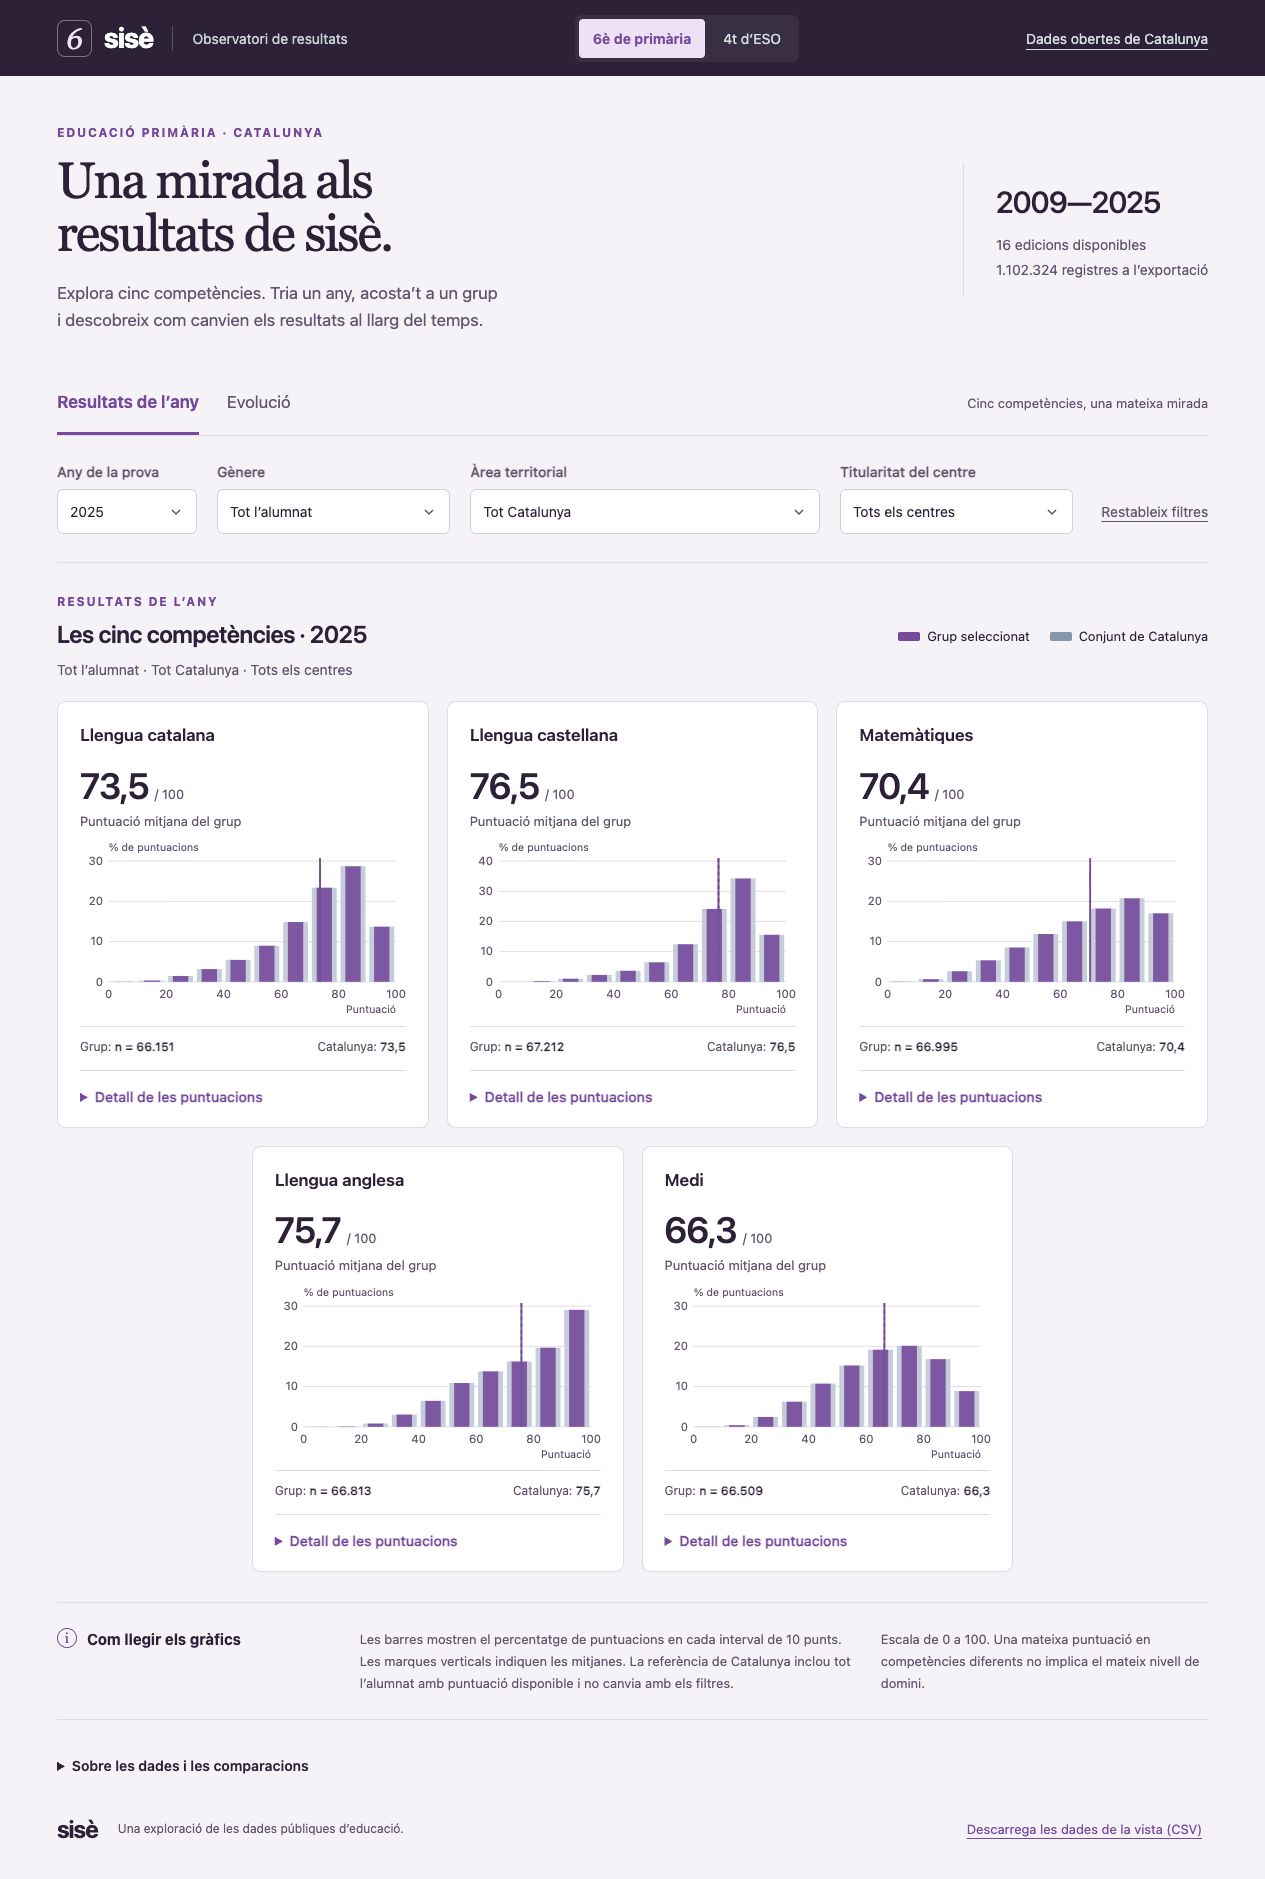 6 sisè Observatori de resultats 6è de primària 4t d'ESO Dades obertes de Catalunya
EDUCACIÓ PRIMÀRIA · CATALUNYA
Una mirada als
resultats de sisè.
Explora cinc competències. Tria un any, acosta't a un grup
i descobreix com canvien els resultats al llarg del temps.
2009—2025
16 edicions disponibles
1.102.324 registres a l'exportació
Resultats de l'any Evolució Cinc competències, una mateixa mirada
Any de la prova Gènere Àrea territorial Titularitat del centre
2025 Tot l'alumnat Tot Catalunya Tots els centres Restableix filtres
RESULTATS DE L'ANY
Les cinc competències · 2025 Grup seleccionat Conjunt de Catalunya
Tot l'alumnat · Tot Catalunya · Tots els centres
Llengua catalana
73,5 / 100
Puntuació mitjana del grup
% de puntuacions
30
20
10
0
0 20 40 60 80 100
Puntuació
Grup: n = 66.151 Catalunya: 73,5
Detall de les puntuacions
Llengua castellana
76,5 / 100
Puntuació mitjana del grup
% de puntuacions
40
30
20
10
0
0 20 40 60 80 100
Puntuació
Grup: n = 67.212 Catalunya: 76,5
Detall de les puntuacions
Matemàtiques
70,4 / 100
Puntuació mitjana del grup
% de puntuacions
30
20
10
0
0 20 40 60 80 100
Puntuació
Grup: n = 66.995 Catalunya: 70,4
Detall de les puntuacions
Llengua anglesa
75,7 / 100
Puntuació mitjana del grup
% de puntuacions
30
20
10
0
0 20 40 60 80 100
Puntuació
Grup: n = 66.813 Catalunya: 75,7
Detall de les puntuacions
Medi
66,3 / 100
Puntuació mitjana del grup
% de puntuacions
30
20
10
0
0 20 40 60 80 100
Puntuació
Grup: n = 66.509 Catalunya: 66,3
Detall de les puntuacions
i Com llegir els gràfics
Les barres mostren el percentatge de puntuacions en cada interval de 10 punts.
Les marques verticals indiquen les mitjanes. La referència de Catalunya inclou tot
l'alumnat amb puntuació disponible i no canvia amb els filtres.
Escala de 0 a 100. Una mateixa puntuació en
competències diferents no implica el mateix nivell de
domini.
Sobre les dades i les comparacions
sisè Una exploració de les dades públiques d'educació. Descarrega les dades de la vista (CSV)